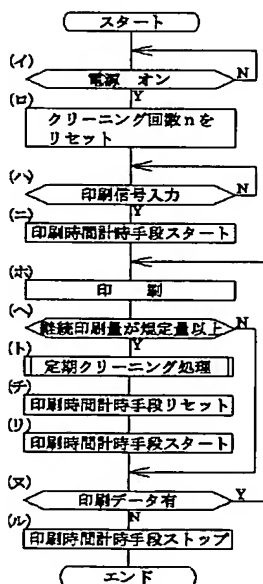 スタート
(イ)
電源 オン
N
Y
(ロ)
クリーニング回数nを
リセット
(ハ)
印刷信号入力
N
Y
(ニ)
印刷時間計時手段スタート
(ホ)
印 刷
(ヘ)
継続印刷量が規定量以上
N
Y
(ト)
定期クリーニング処理
(チ)
印刷時間計時手段リセット
(リ)
印刷時間計時手段スタート
(ヌ)
印刷データ有
Y
N
(ル)
印刷時間計時手段ストップ
エンド